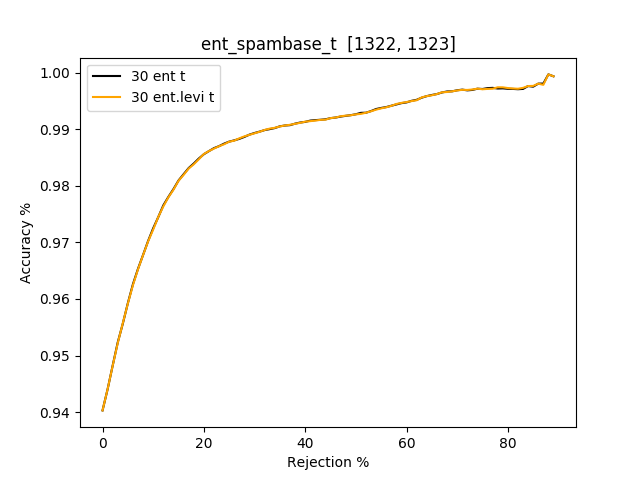 ent_spambase_t  [1322, 1323]
30 ent t
30 ent.levi t
1.00
0.99
0.98
0.97
0.96
0.95
0.94
Accuracy %
0 20 40 60 80
Rejection %